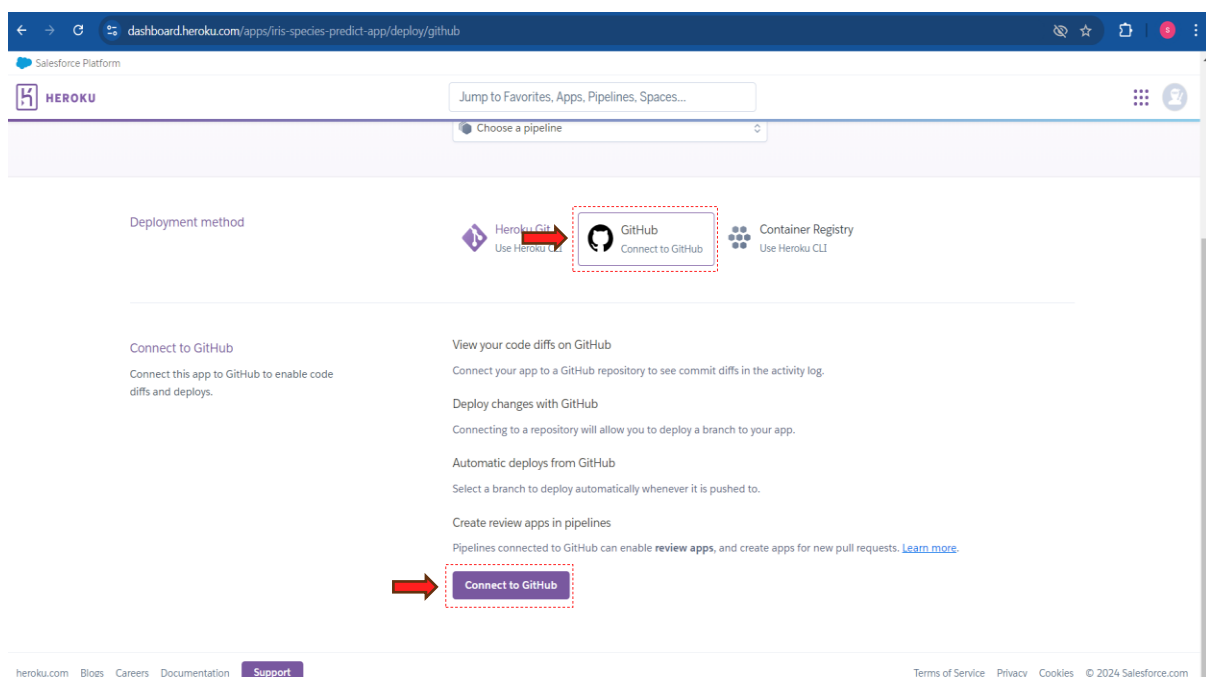 dashboard.heroku.com/apps/iris-species-predict-app/deploy/github
S
Salesforce Platform
HEROKU
Jump to Favorites, Apps, Pipelines, Spaces...
Choose a pipeline
Deployment method
Heroku Git
Use Heroku CLI
GitHub
Connect to GitHub
Container Registry
Use Heroku CLI
Connect to GitHub
Connect this app to GitHub to enable code
diffs and deploys.
View your code diffs on GitHub
Connect your app to a GitHub repository to see commit diffs in the activity log.
Deploy changes with GitHub
Connecting to a repository will allow you to deploy a branch to your app.
Automatic deploys from GitHub
Select a branch to deploy automatically whenever it is pushed to.
Create review apps in pipelines
Pipelines connected to GitHub can enable review apps, and create apps for new pull requests. Learn more.
Connect to GitHub
heroku.com Blogs Careers Documentation Support
Terms of Service Privacy Cookies © 2024 Salesforce.com